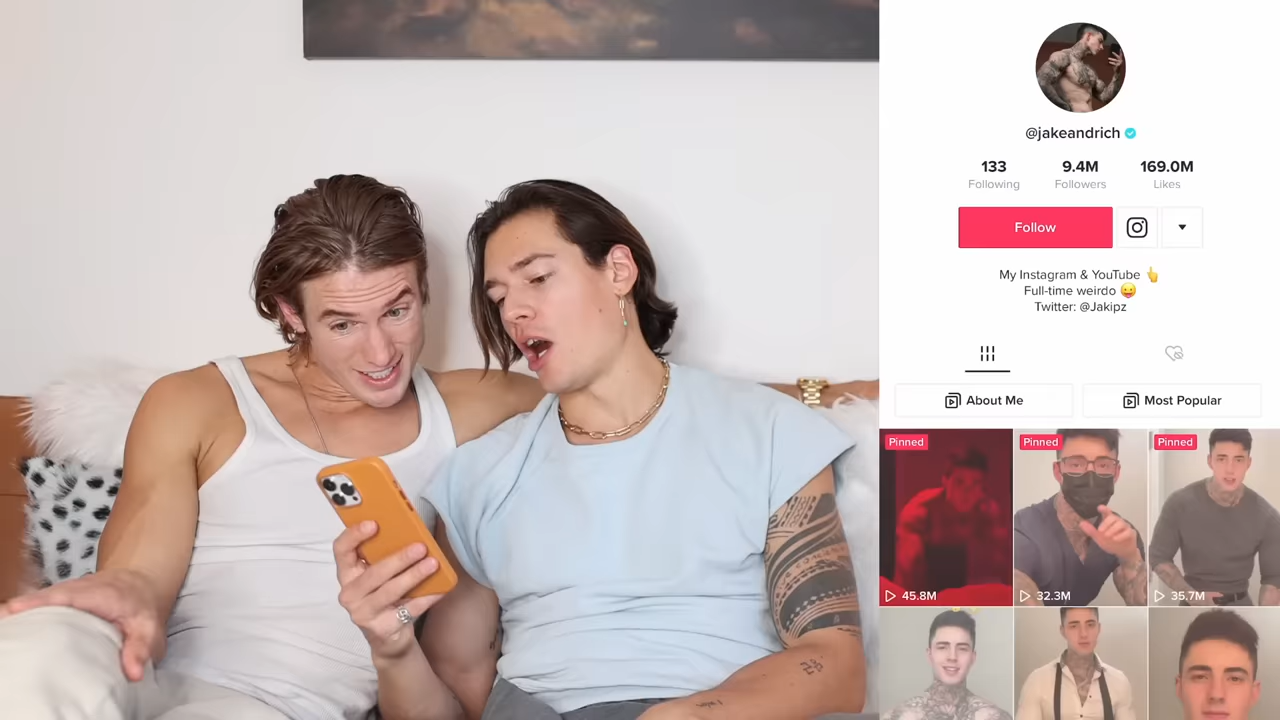 @jakeandrich
133 9.4M 169.0M
Following Followers Likes
Follow
My Instagram & YouTube 👆
Full-time weirdo 😜
Twitter: @Jakipz
About Me Most Popular
Pinned Pinned Pinned
45.8M 32.3M 35.7M